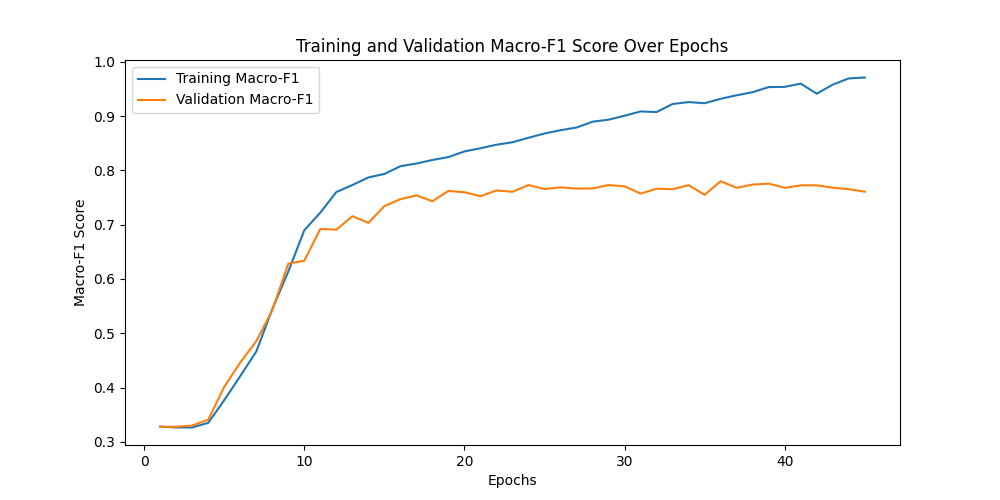 Training and Validation Macro-F1 Score Over Epochs
Training Macro-F1
Validation Macro-F1
Macro-F1 Score
1.0
0.9
0.8
0.7
0.6
0.5
0.4
0.3
0 10 20 30 40
Epochs